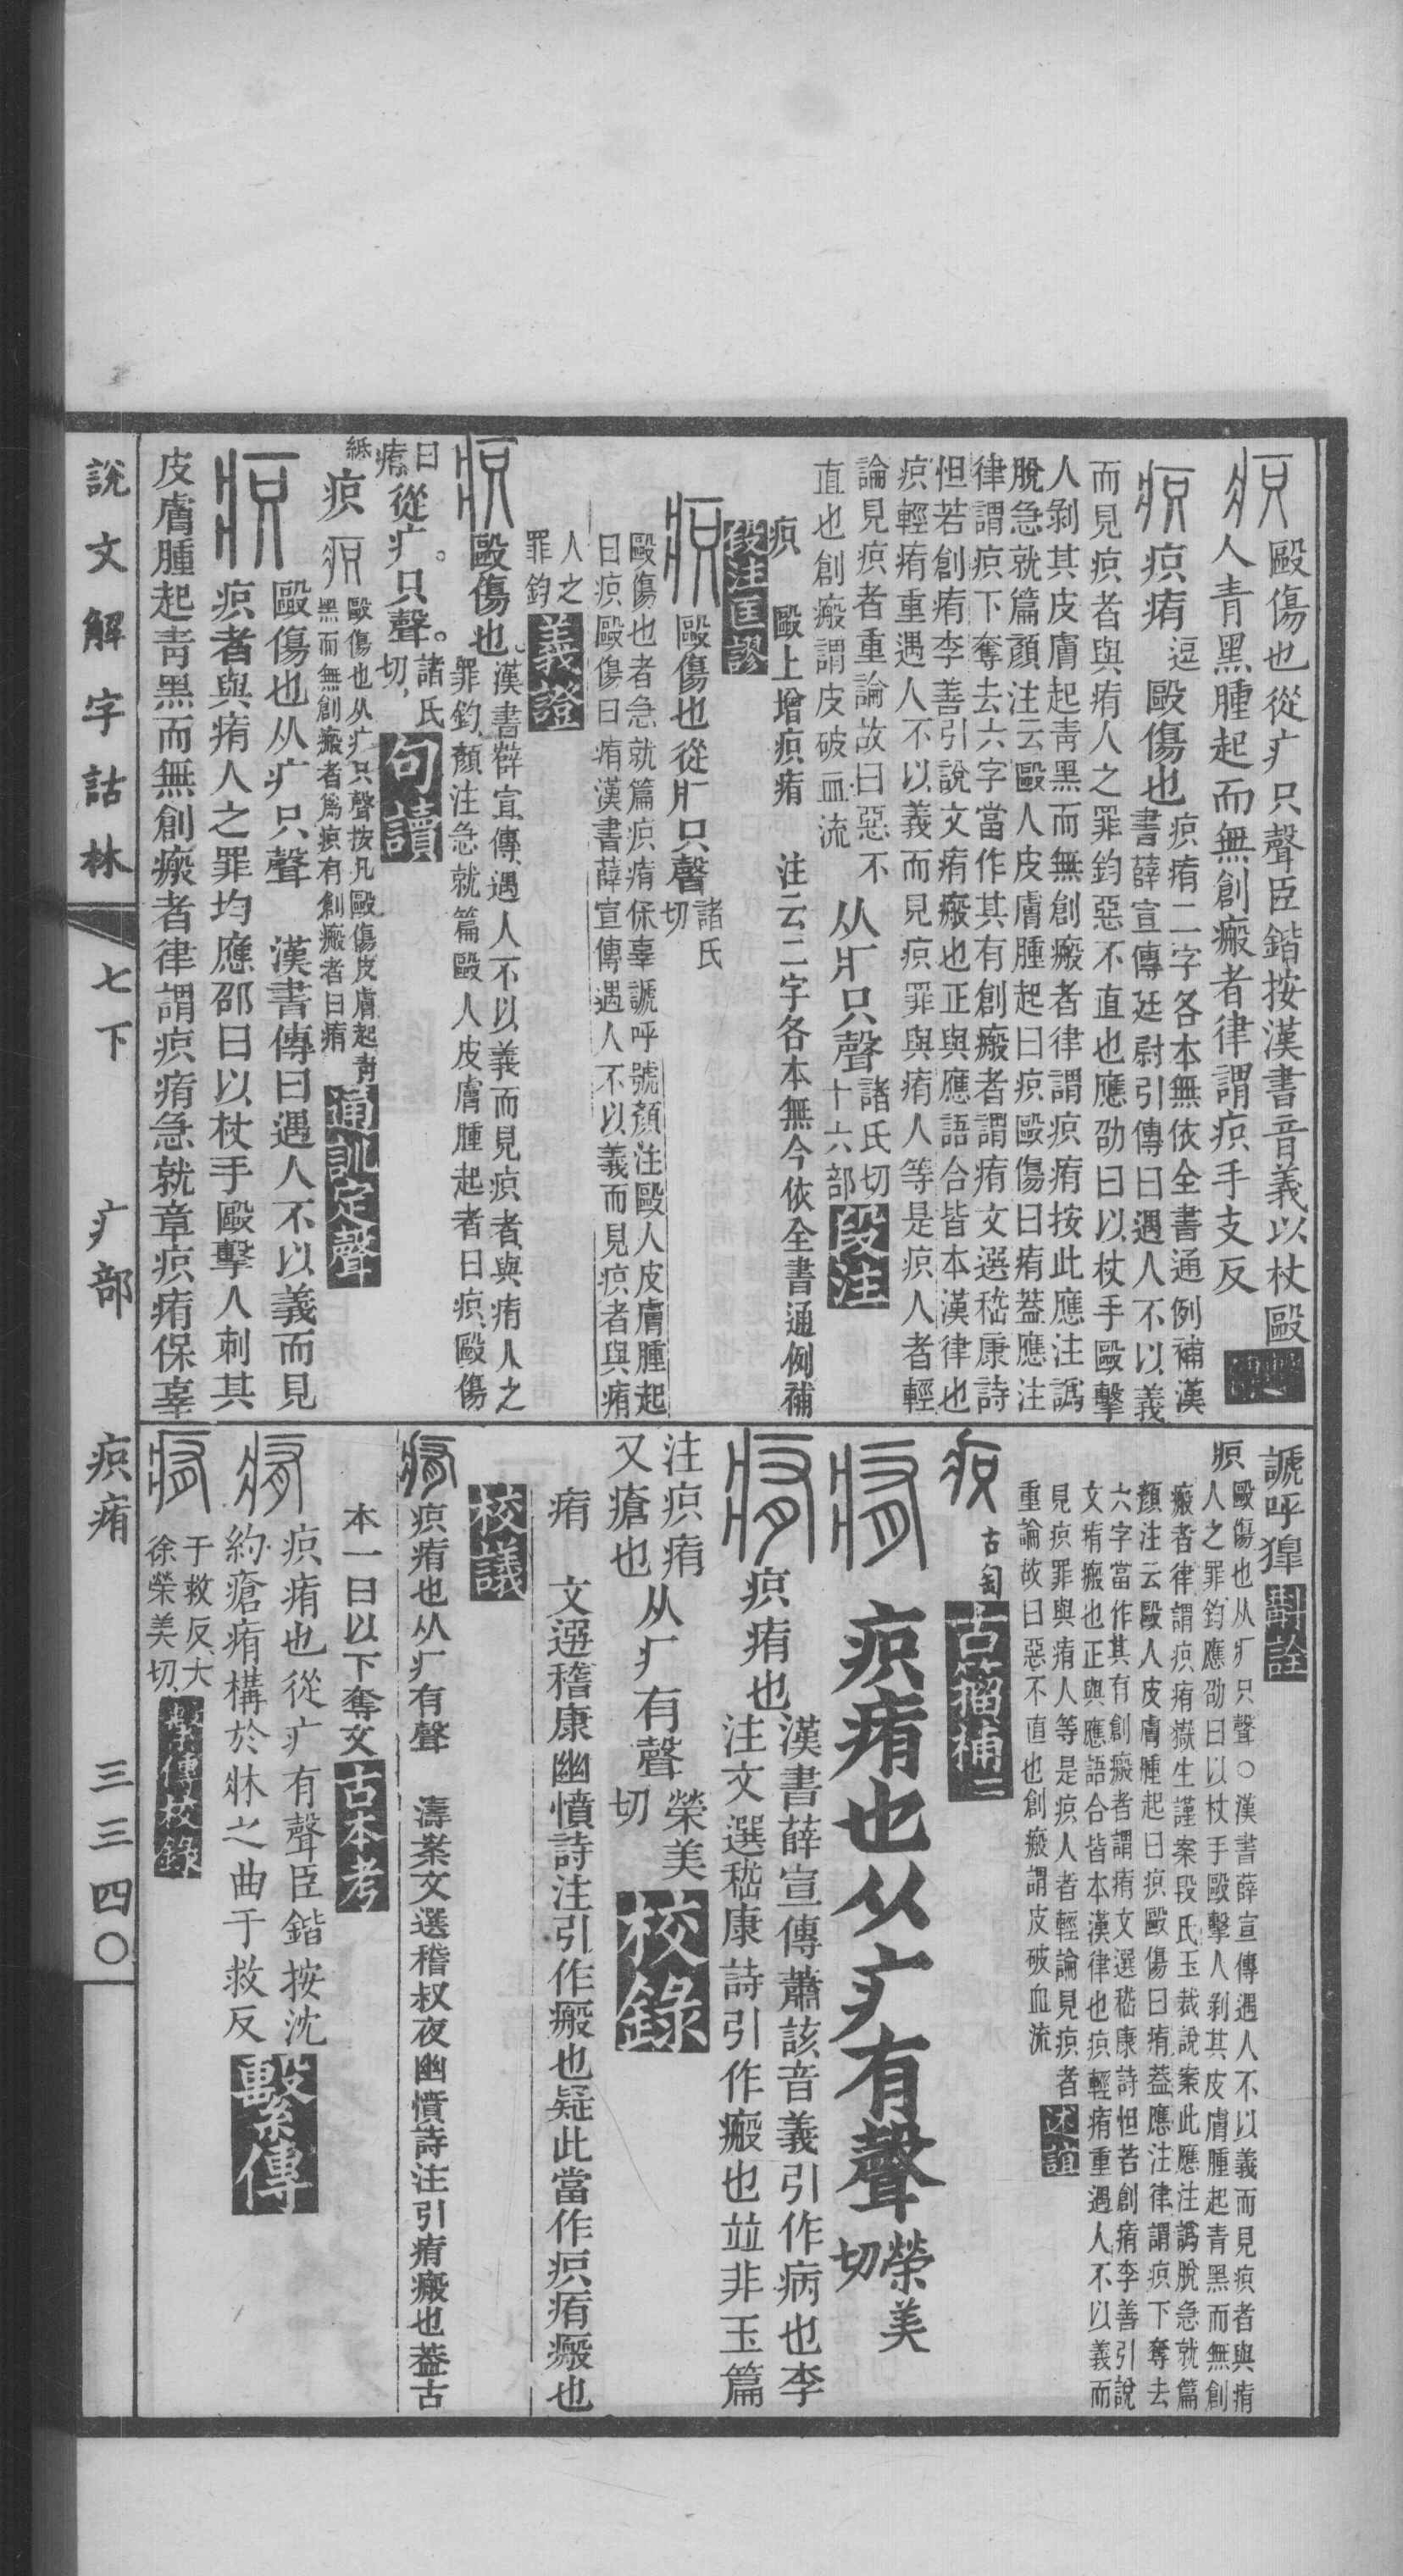 毆傷也從疒只聲臣鍇按漢書音義以杖毆
人青黑腫起而無創瘢者律謂疻手支反
疻痏逗毆傷也疻痏二字各本無依全書通例補漢
書薛宣傳廷尉引傳曰遇人不以義
而見疻者與痏人之罪鈞惡不直也應劭曰以杖手毆擊
人剝其皮膚起靑黑而無創瘢者律謂疻痏按此應注譌
脫急就篇顏注云毆人皮膚腫起曰疻毆傷曰痏蓋應注
律謂疻下奪去六字當作其有創瘢者謂痏文選嵇康詩
怛若創痏李善引說文痏瘢也正與應語合皆本漢律也
疻輕痏重遇人不以義而見疻罪與痏人等是疻人者輕
論見疻者重論故曰惡不
直也創瘢謂皮破血流
从疒只聲諸氏切
十六部
段注
疻 毆上增疻痏 注云二字各本無今依全書通例補
段注匡謬
毆傷也從疒只聲諸氏
切
毆傷也者急就篇疻痏保辜謕呼號顏注毆人皮膚腫起
曰疻毆傷曰痏漢書薛宣傳遇人不以義而見疻者與痏
人之
罪鈞
義證
毆傷也漢書薛宣傳遇人不以義而見疻者與痏人之
罪鈞顏注急就篇毆人皮膚腫起者曰疻毆傷
曰
痏
從疒只聲諸氏
切
句讀
疻 毆傷也从疒只聲按凡毆傷皮膚起靑
黑而無創瘢者爲疻有創瘢者曰痏
紙
通訓定聲
毆傷也从疒只聲 漢書傳曰遇人不以義而見
疻者與痏人之罪均應邵曰以杖手毆擊人刺其
皮膚腫起靑黑而無創瘢者律謂疻痏急就章疻痏保辜
謕呼獋
斠詮
疻
毆傷也从疒只聲〇漢書薛宣傳遇人不以義而見疻者與痏
人之罪鈞應劭曰以杖手毆擊人剝其皮膚腫起青黑而無創
瘢者律謂疻痏嶽生謹案段氏玉裁說案此應注譌脫急就篇
顏注云毆人皮膚腫起曰疻毆傷曰痏蓋應注律謂疻下奪去
六字當作其有創瘢者謂痏文選嵇康詩怛若創痏李善引說
文痏瘢也正與應語合皆本漢律也疻輕痏重遇人不以義而
見疻罪與痏人等是疻人者輕論見疻者
重論故曰惡不直也創瘢謂皮破血流
述誼
古匋
古籀補二
疻痏也从疒有聲榮美
切
疻痏也漢書薛宣傳蕭該音義引作病也李
注文選嵇康詩引作瘢也竝非玉篇
注疻痏
又瘡也
从疒有聲榮美
切
校錄
痏 文選嵇康幽憤詩注引作瘢也疑此當作疻痏瘢也
校議
疻痏也从疒有聲 濤案文選稽叔夜幽憤詩注引痏瘢也蓋古
本一曰以下奪文
古本考
疻痏也從疒有聲臣鍇按沈
約瘡痏構於牀之曲于救反
繫傳
于救反大
徐榮美切
繫傳校錄
說文解字詁林
七下
疒部
疻痏
三三四〇